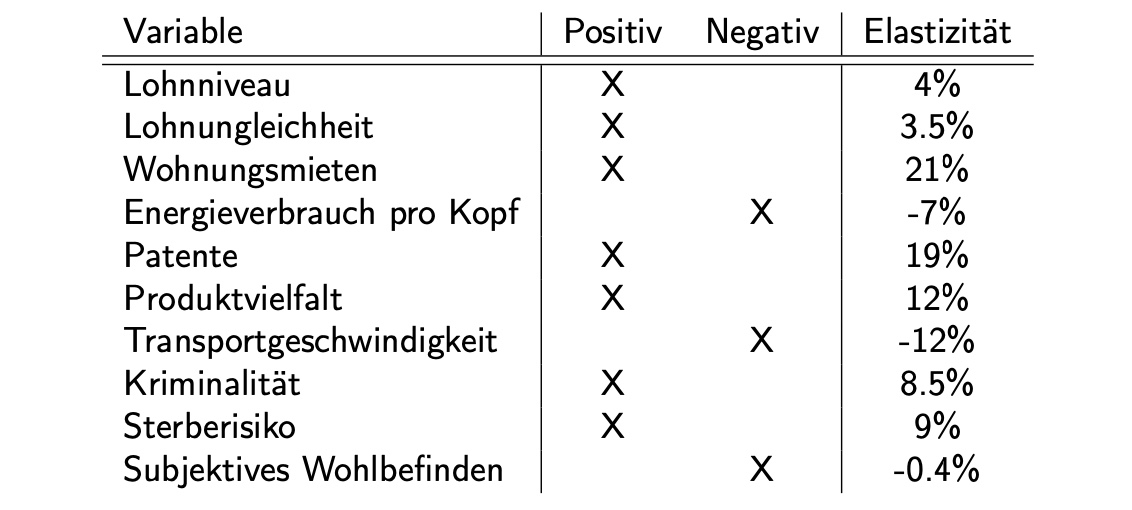 Variable Positiv Negativ Elastizität
Lohnniveau X 4%
Lohnungleichheit X 3.5%
Wohnungsmieten X 21%
Energieverbrauch pro Kopf X -7%
Patente X 19%
Produktvielfalt X 12%
Transportgeschwindigkeit X -12%
Kriminalität X 8.5%
Sterberisiko X 9%
Subjektives Wohlbefinden X -0.4%